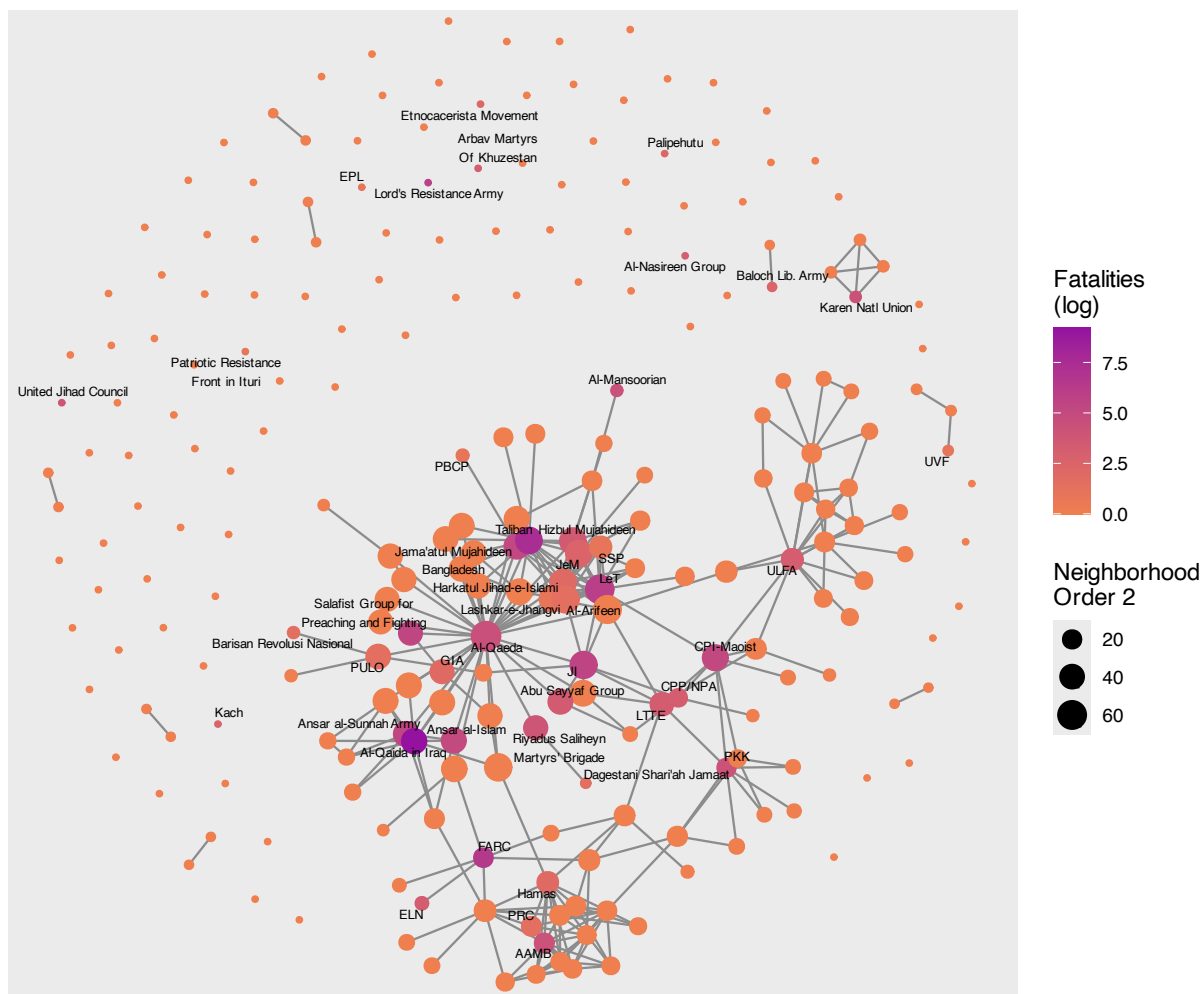 Etnocacerista Movement
Arbav Martyrs
Of Khuzestan
Palipehutu
EPL
Lord's Resistance Army
Al-Nasireen Group
Baloch Lib. Army
Karen Natl Union
Patriotic Resistance
Front in Ituri
United Jihad Council
Al-Mansoorian
PBCP
UVF
Taliban
Hizbul Mujahideen
Jama'atul Mujahideen
Bangladesh
SSP
JeM
LeT
ULFA
Harkatul Jihad-e-Islami
Lashkar-e-Jhangvi
Al-Arifeen
Salafist Group for
Preaching and Fighting
Barisan Revolusi Nasional
Al-Qaeda
CPI-Maoist
PULO
GIA
JI
Abu Sayyaf Group
CPP/NPA
LTTE
Kach
Ansar al-Sunnah Army
Ansar al-Islam
Al-Qaida in Iraq
Riyadus Saliheyn
Martyrs' Brigade
PKK
Dagestani Shari'ah Jamaat
FARC
Hamas
ELN
PRC
AAMB
Fatalities
(log)
7.5
5.0
2.5
0.0
Neighborhood
Order 2
20
40
60